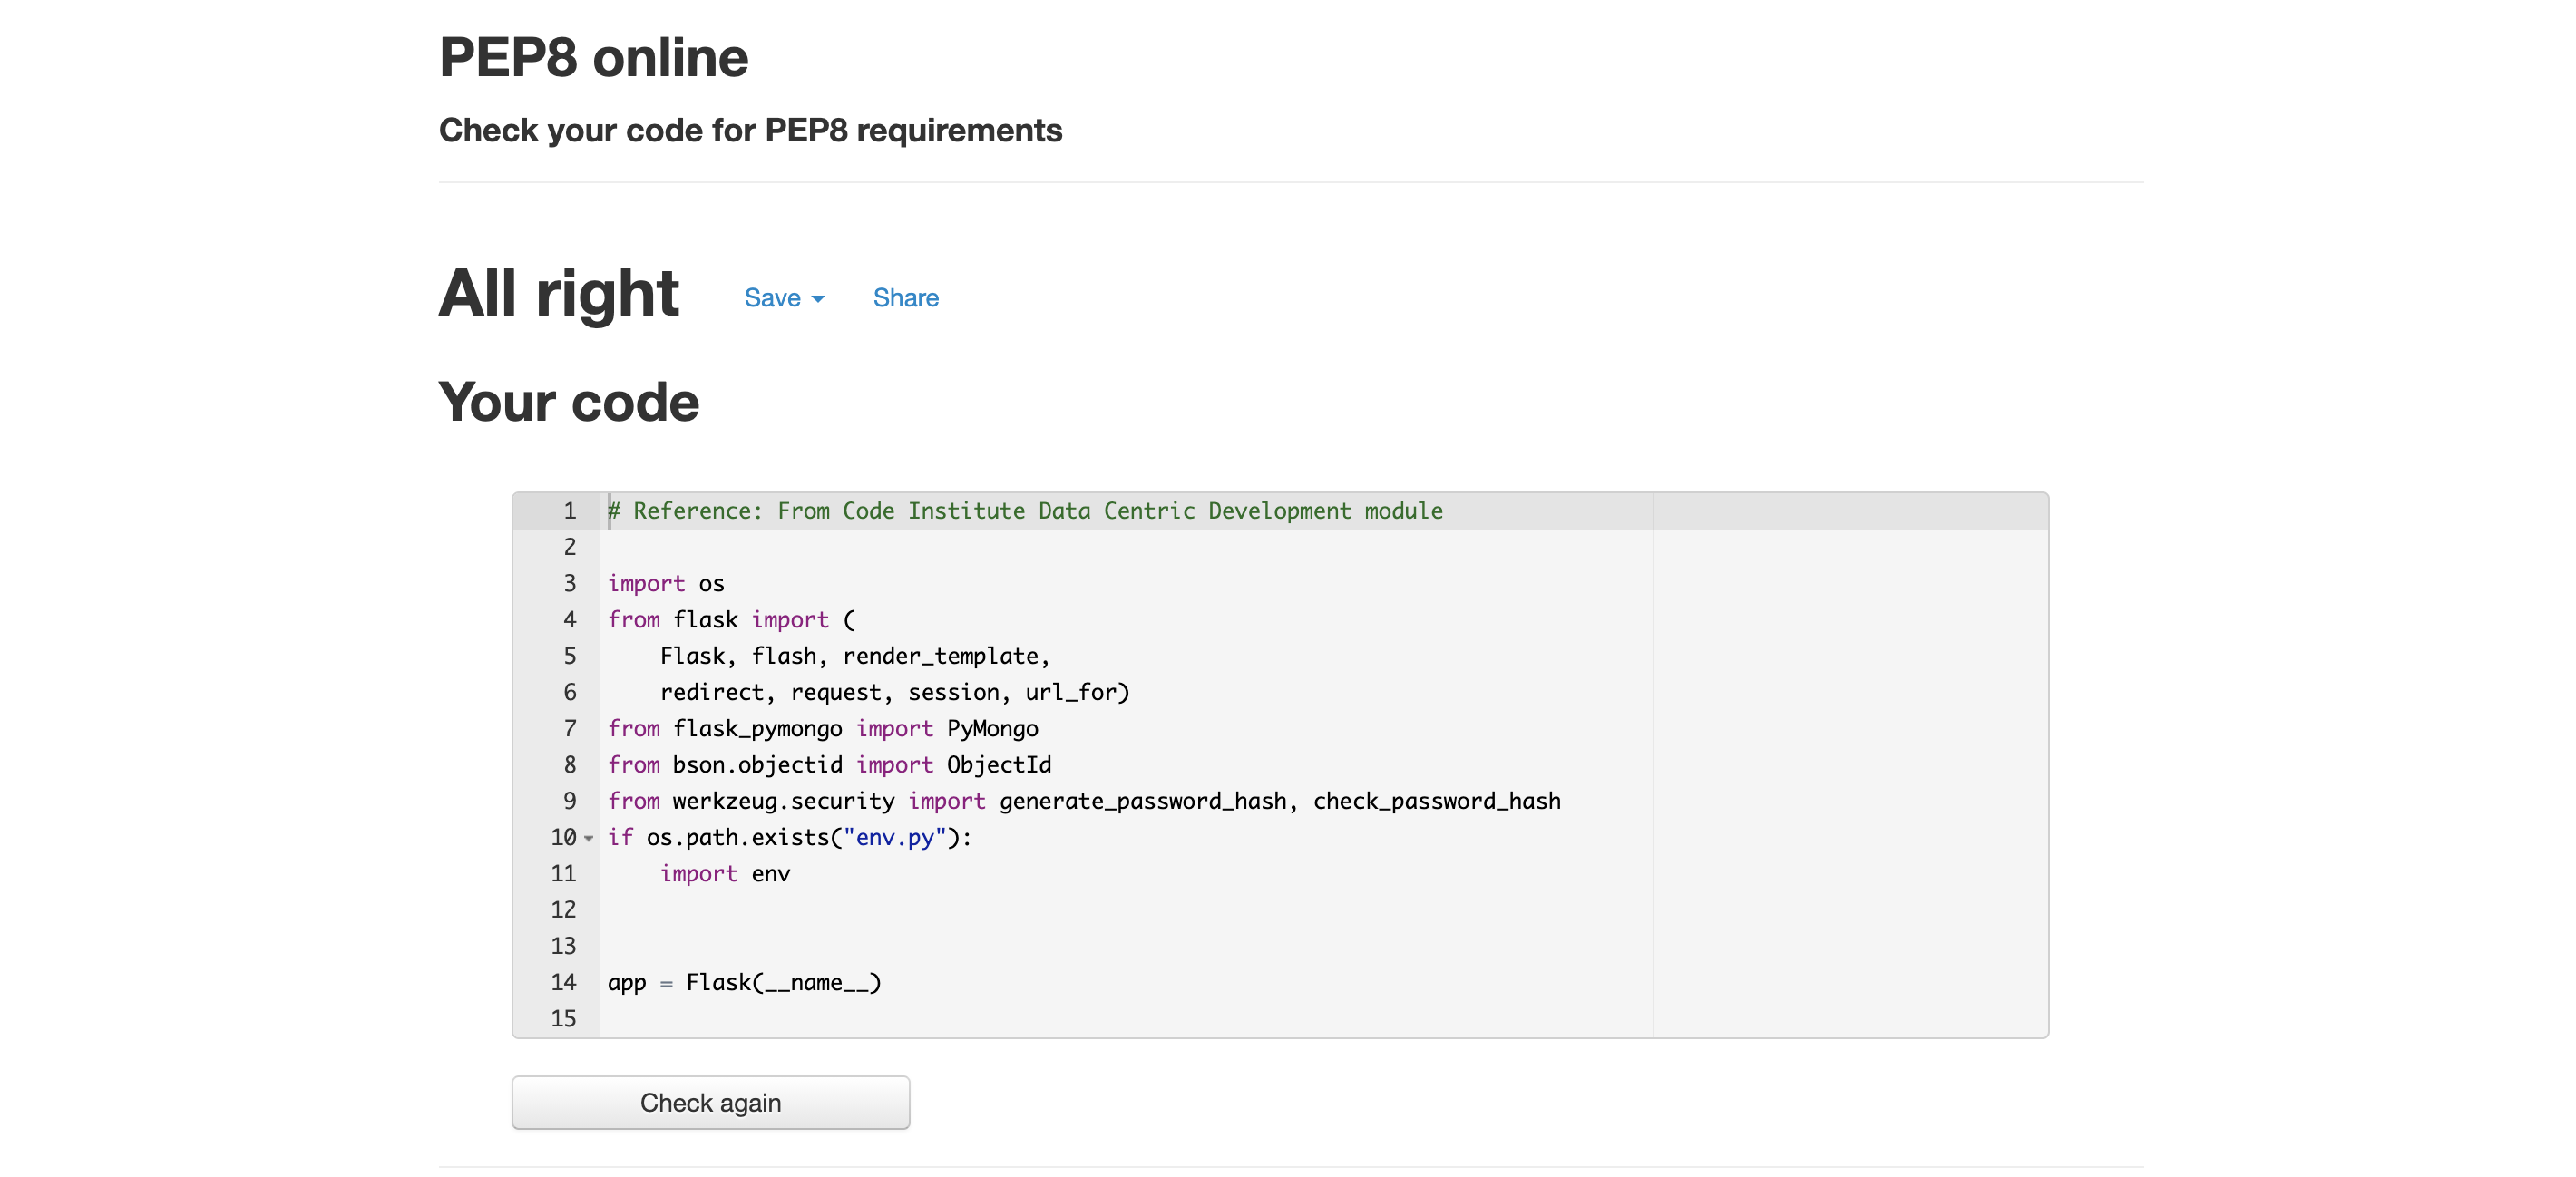 PEP8 online
Check your code for PEP8 requirements
All right Save Share
Your code
1 # Reference: From Code Institute Data Centric Development module
2
3 import os
4 from flask import (
5     Flask, flash, render_template,
6     redirect, request, session, url_for)
7 from flask_pymongo import PyMongo
8 from bson.objectid import ObjectId
9 from werkzeug.security import generate_password_hash, check_password_hash
10 if os.path.exists("env.py"):
11     import env
12
13
14 app = Flask(__name__)
15
Check again